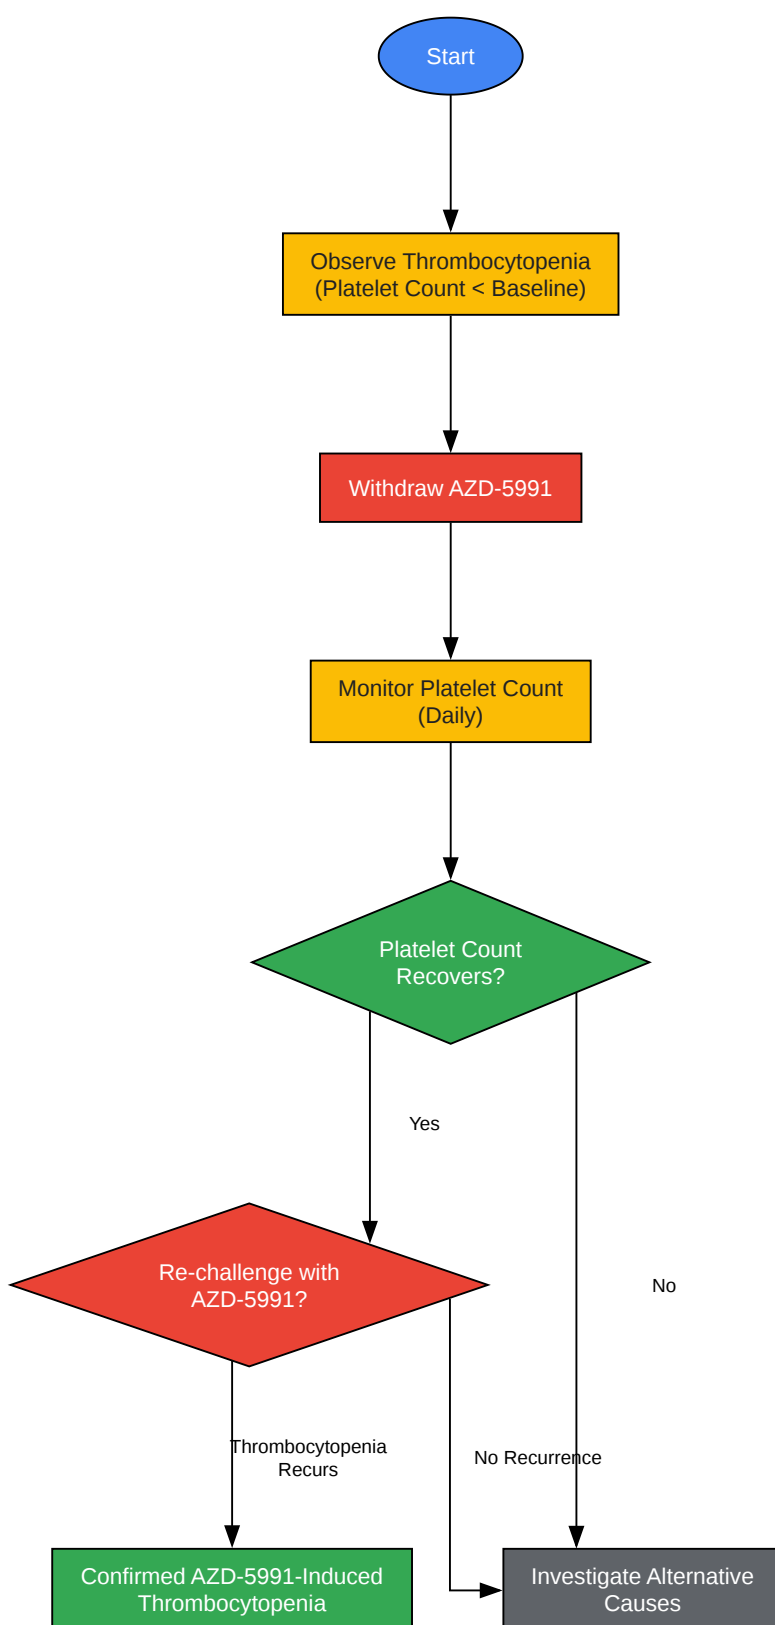 Start
Observe Thrombocytopenia
(Platelet Count < Baseline)
Withdraw AZD-5991
Monitor Platelet Count
(Daily)
Platelet Count
Recovers?
Yes
Re-challenge with
AZD-5991?
No
Thrombocytopenia
Recurs
No Recurrence
Confirmed AZD-5991-Induced
Thrombocytopenia
Investigate Alternative
Causes